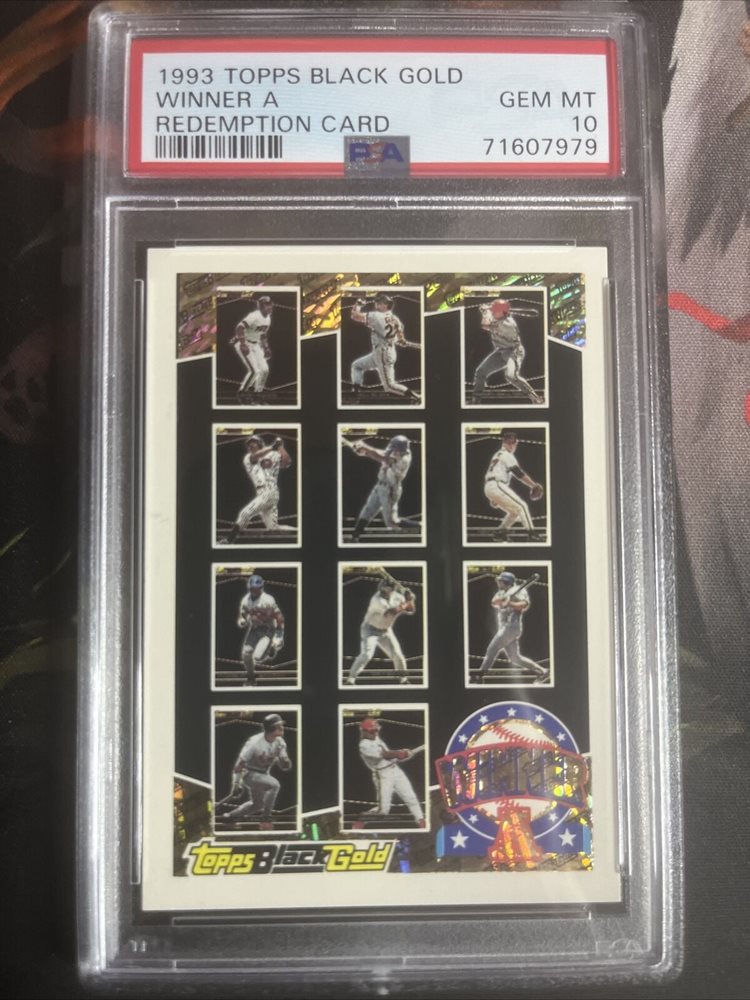 1993 TOPPS BLACK GOLD
WINNER A GEM MT
REDEMPTION CARD 10
PSA 71607979
Topps Black Gold
A